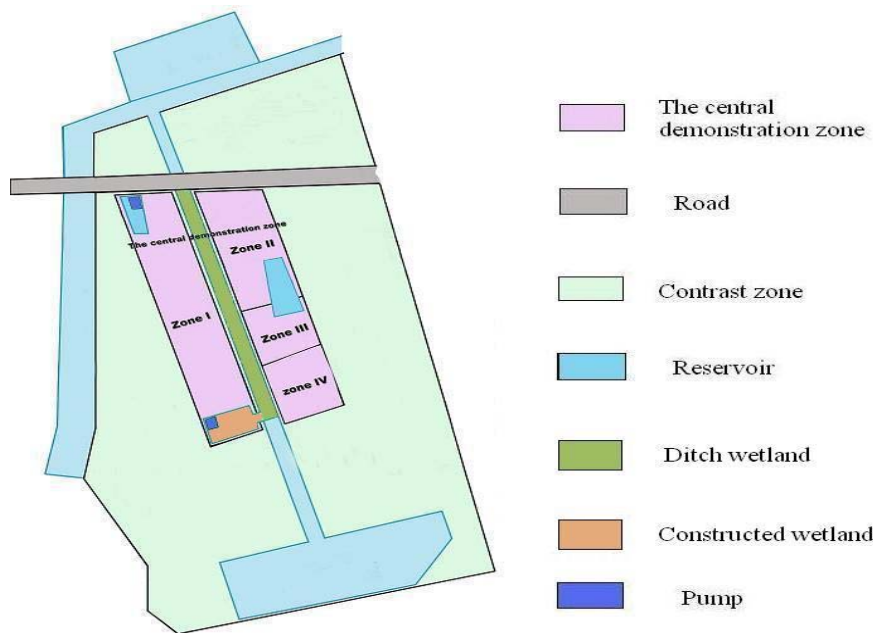 The central demonstration zone
Zone II
Zone I
Zone III
zone IV
The central
demonstration zone
Road
Contrast zone
Reservoir
Ditch wetland
Constructed wetland
Pump